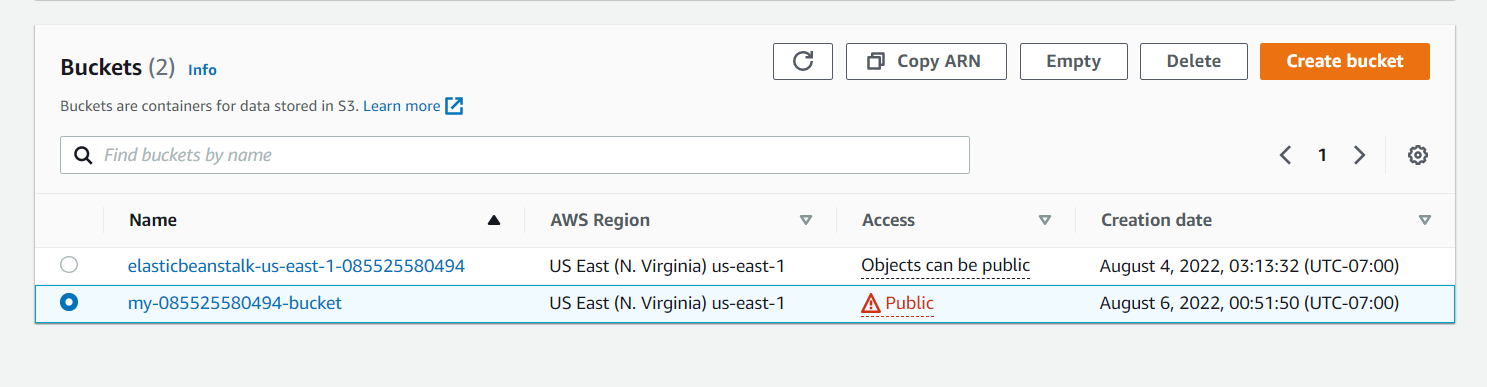 Buckets (2) Info
Copy ARN
Empty
Delete
Create bucket
Buckets are containers for data stored in S3. Learn more
Find buckets by name
1
Name AWS Region Access Creation date
elasticbeanstalk-us-east-1-085525580494 US East (N. Virginia) us-east-1 Objects can be public August 4, 2022, 03:13:32 (UTC-07:00)
my-085525580494-bucket US East (N. Virginia) us-east-1 Public August 6, 2022, 00:51:50 (UTC-07:00)